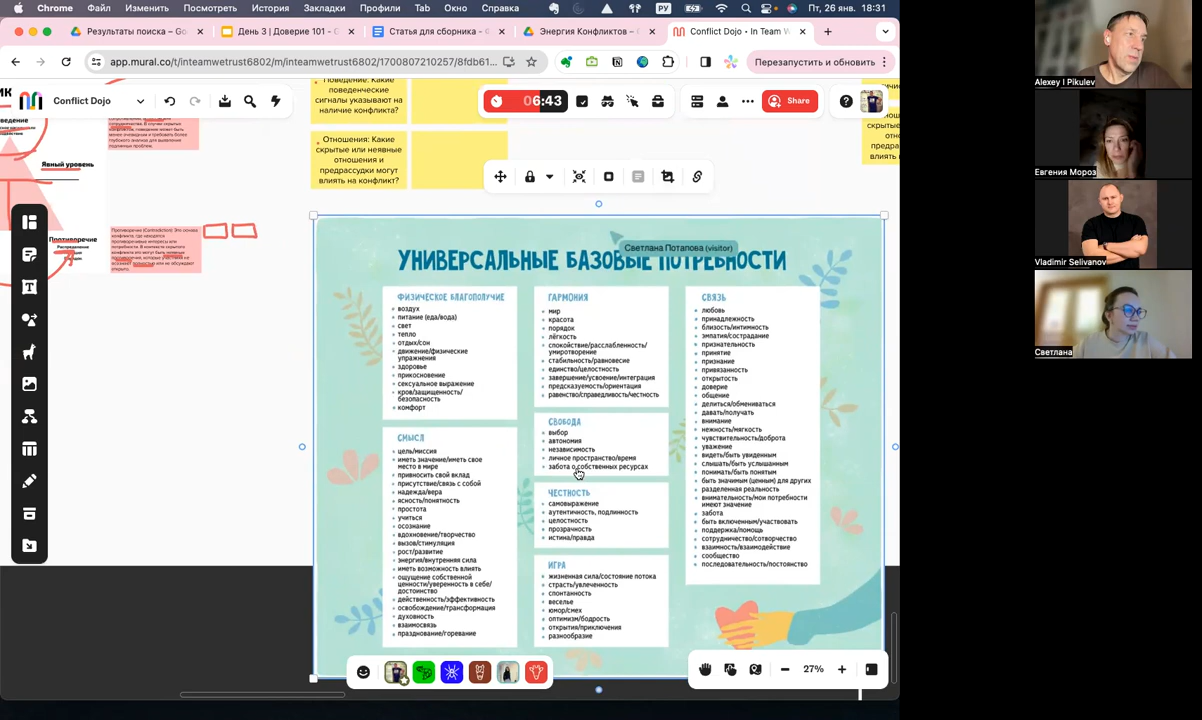 Chrome Файл Изменить Посмотреть История Закладки Профили Tab Окно Справка РУ Пт, 26 янв. 18:31
Результаты поиска – Go
День 3 | Доверие 101 - G
Статья для сборника - G
Энергия Конфликтов –
Conflict Dojo • In Team W
app.mural.co/t/inteamwetrust6802/m/inteamwetrust6802/1700807210257/8fdb61...
Перезапустить и обновить
Conflict Dojo
06:43
Share
ИК
ведение
Явный уровень
Противоречие
Поведение: Какие
поведенческие
сигналы указывают на
наличие конфликта?
Отношения: Какие
скрытые или неявные
отношения и
предрассудки могут
влиять на конфликт?
Светлана Потапова (visitor)
УНИВЕРСАЛЬНЫЕ БАЗОВЫЕ ПОТРЕБНОСТИ
ФИЗИЧЕСКОЕ БЛАГОПОЛУЧИЕ
воздух
питание (еда/вода)
свет
тепло
отдых/сон
движение/физические
упражнения
здоровье
прикосновение
сексуальное выражение
кров/защищенность/
безопасность
комфорт
СМЫСЛ
цель/миссия
иметь значение/иметь свое
место в мире
привносить свой вклад
присутствие/связь с собой
надежда/вера
ясность/понятность
простота
учиться
осознание
вдохновение/творчество
вызов/стимуляция
рост/развитие
энергия/внутренняя сила
иметь возможность влиять
ощущение собственной
ценности/уверенность в себе/
достоинство
действенность/эффективность
освобождение/трансформация
духовность
взаимосвязь
празднование/горевание
ГАРМОНИЯ
мир
красота
порядок
лёгкость
спокойствие/расслабленность/
умиротворение
стабильность/равновесие
единство/целостность
завершение/усвоение/интеграция
предсказуемость/ориентация
равенство/справедливость/честность
СВОБОДА
выбор
автономия
независимость
личное пространство/время
забота о собственных ресурсах
ЧЕСТНОСТЬ
самовыражение
аутентичность, подлинность
целостность
прозрачность
истина/правда
ИГРА
жизненная сила/состояние потока
страсть/увлеченность
спонтанность
веселье
юмор/смех
оптимизм/бодрость
открытия/приключения
разнообразие
СВЯЗЬ
любовь
принадлежность
близость/интимность
эмпатия/сострадание
признательность
принятие
признание
привязанность
открытость
доверие
общение
делиться/обмениваться
давать/получать
внимание
нежность/мягкость
чувствительность/доброта
уважение
видеть/быть увиденным
слышать/быть услышанным
понимать/быть понятым
быть значимым (ценным) для других
разделенная реальность
внимательность/мои потребности
имеют значение
забота
быть включенным/участвовать
поддержка/помощь
сотрудничество/сотворчество
взаимность/взаимодействие
сообщество
последовательность/постоянство
27%
Alexey I Pikulev
Евгения Мороз
Vladimir Selivanov
Светлана